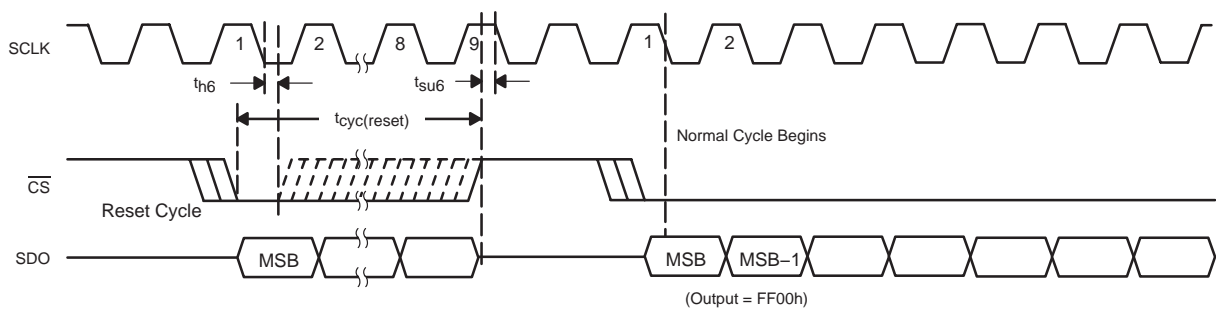 SCLK
1 2 8 9 1 2
th6
tsu6
tcyc(reset)
Normal Cycle Begins
CS
Reset Cycle
SDO
MSB
MSB
MSB–1
(Output = FF00h)